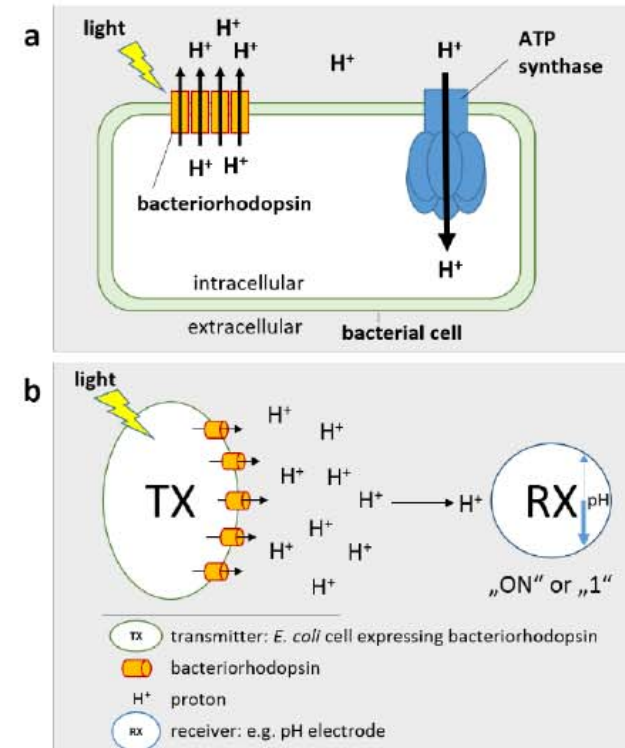 a
light
H⁺
H⁺ H⁺
H⁺
H⁺
ATP
synthase
H⁺ H⁺
bacteriorhodopsin
H⁺
intracellular
extracellular
bacterial cell
b
light
TX
H⁺
H⁺
H⁺ H⁺
H⁺
H⁺
H⁺
H⁺ H⁺
H⁺
RX
pH
„ON“ or „1“
TX transmitter: E. coli cell expressing bacteriorhodopsin
bacteriorhodopsin
H⁺ proton
RX receiver: e.g. pH electrode